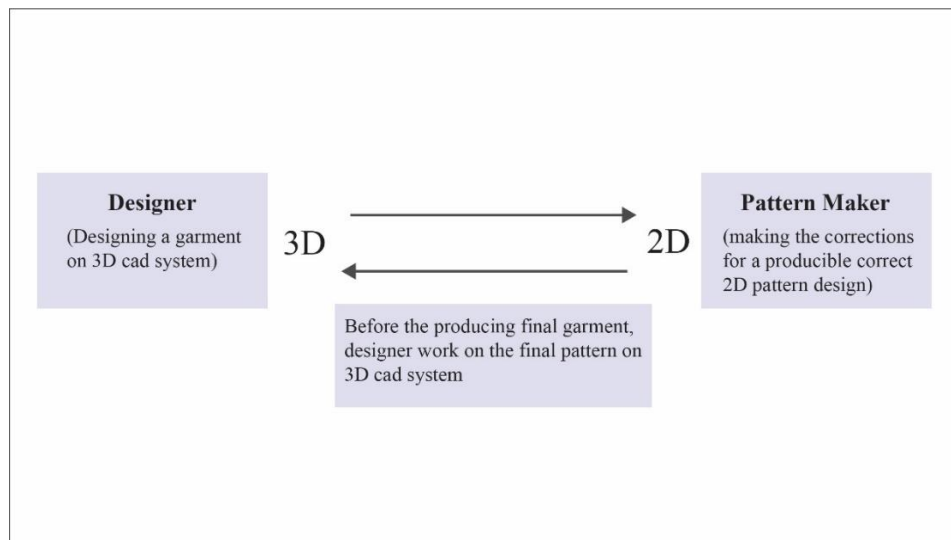 Designer
(Designing a garment
on 3D cad system)
3D
2D
Pattern Maker
(making the corrections
for a producible correct
2D pattern design)
Before the producing final garment,
designer work on the final pattern on
3D cad system